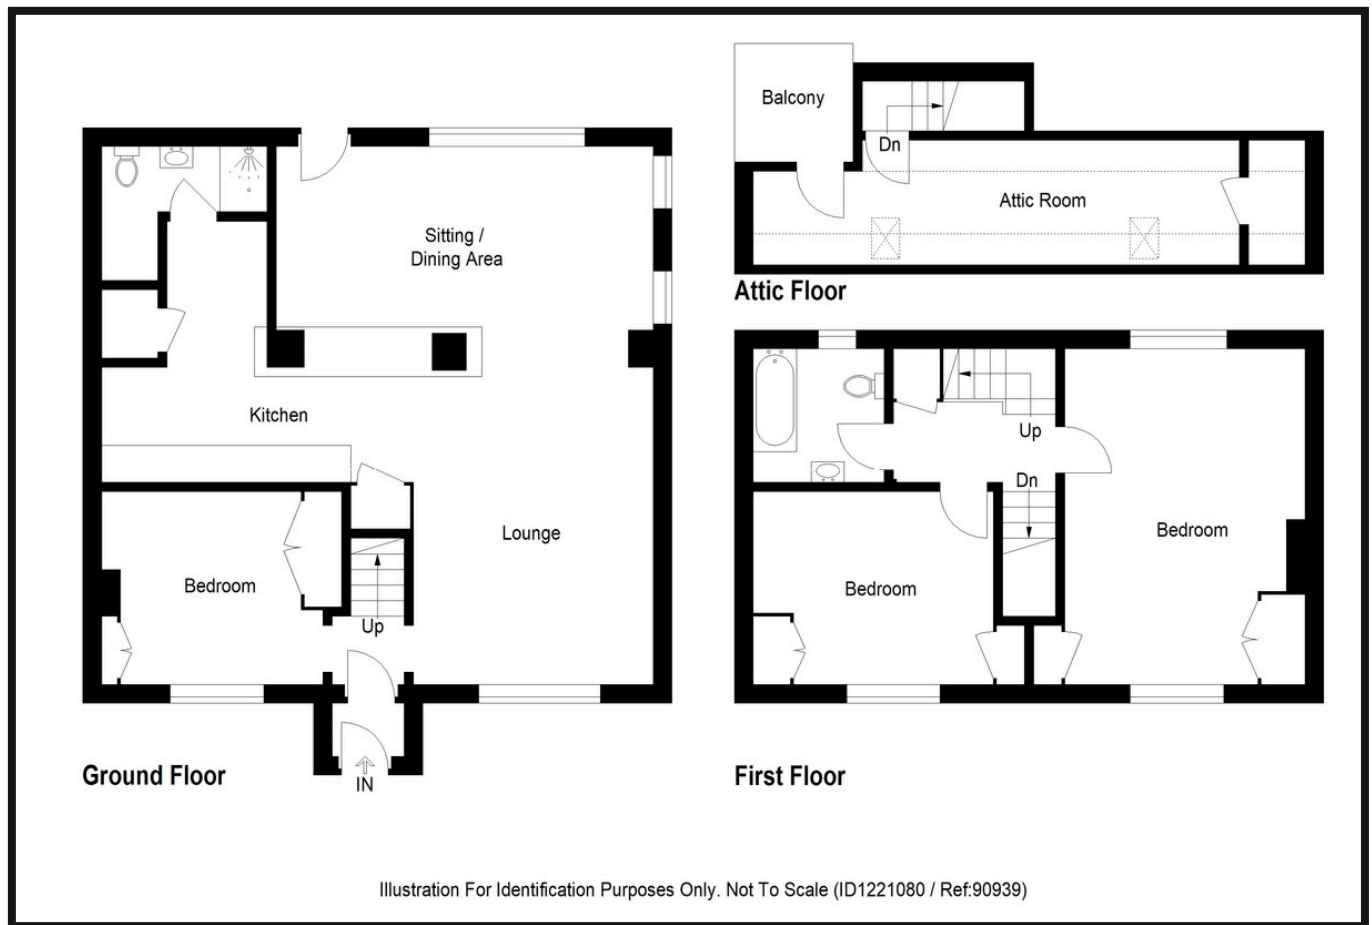 Balcony
Dn
Attic Room
Attic Floor
Sitting /
Dining Area
Kitchen
Lounge
Bedroom
Up
IN
Ground Floor
Up
Dn
Bedroom
Bedroom
First Floor
Illustration For Identification Purposes Only. Not To Scale (ID1221080 / Ref:90939)